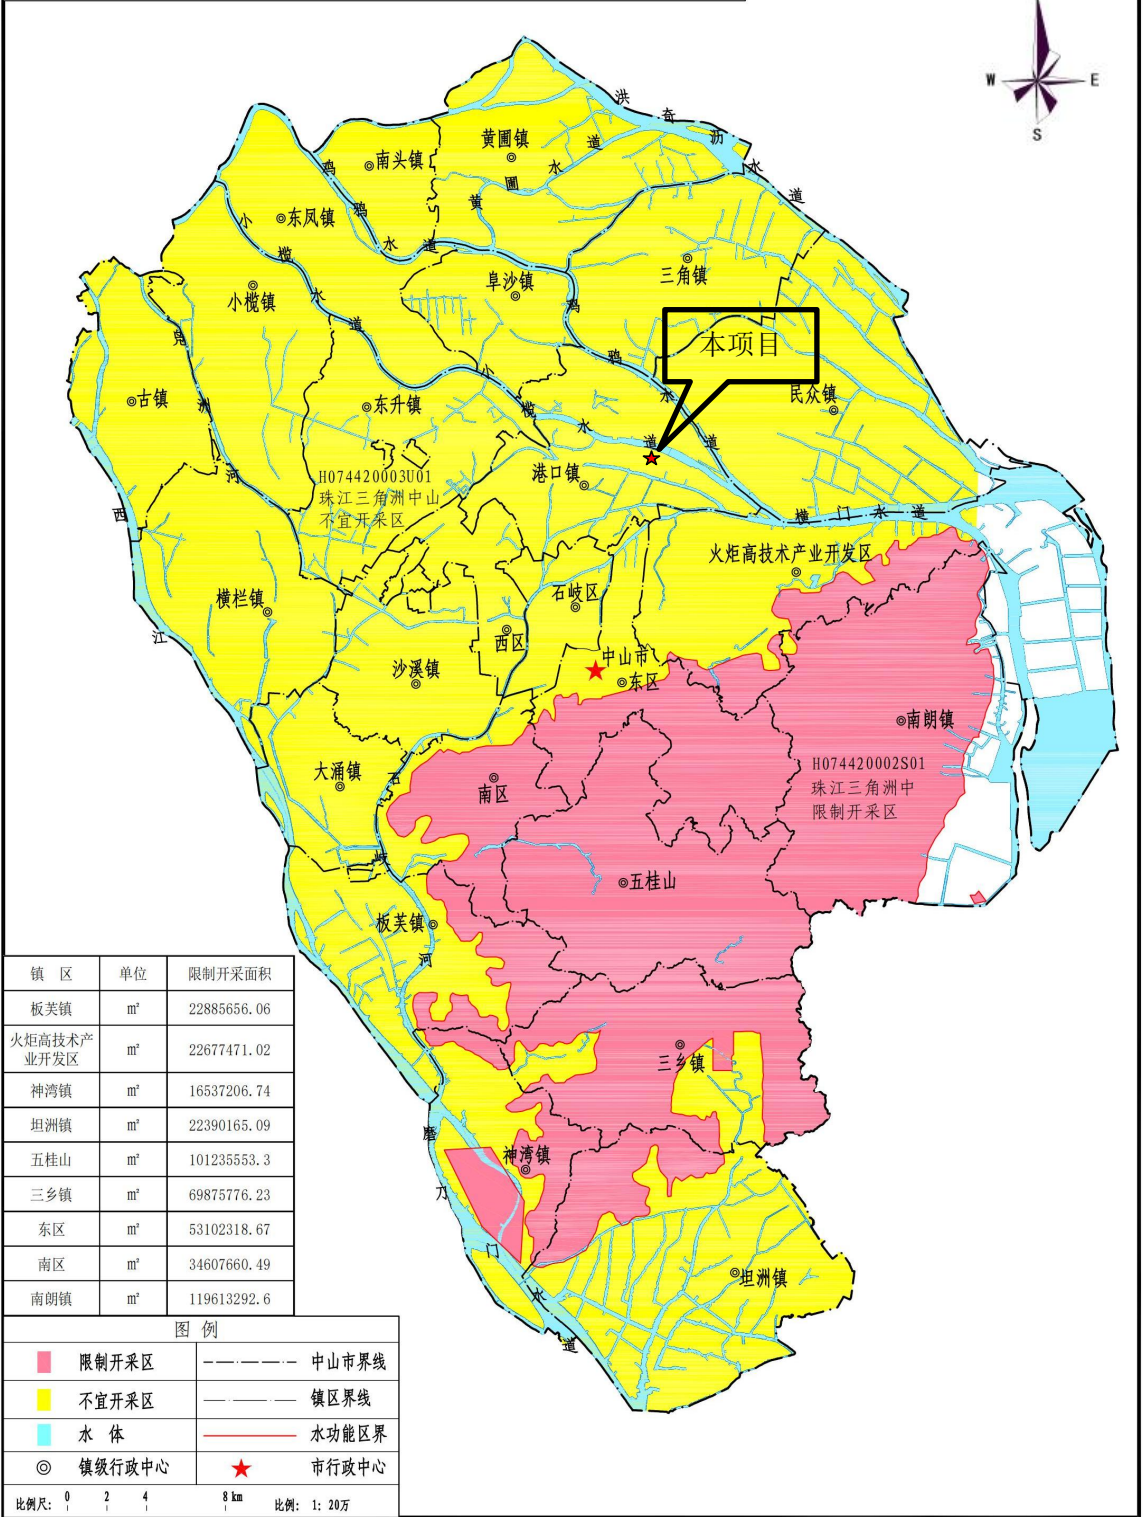 W
E
S
洪奇沥水道
黄圃镇
南头镇
黄圃水道
鸡鸦水道
东凤镇
小榄水道
小榄镇
阜沙镇
三角镇
鸡鸦水道
本项目
民众镇
古镇
洲河
东升镇
小榄水道
港口镇
H074420003U01
珠江三角洲中山
不宜开采区
西江
横门水道
火炬高技术产业开发区
石岐区
横栏镇
西区
中山市
沙溪镇
东区
南朗镇
H074420002S01
珠江三角洲中
限制开采区
大涌镇
南区
石岐河
五桂山
板芙镇
三乡镇
神湾镇
磨刀门水道
坦洲镇
镇 区 单位 限制开采面积
板芙镇 m² 22885656.06
火炬高技术产
业开发区 m² 22677471.02
神湾镇 m² 16537206.74
坦洲镇 m² 22390165.09
五桂山 m² 101235553.3
三乡镇 m² 69875776.23
东区 m² 53102318.67
南区 m² 34607660.49
南朗镇 m² 119613292.6
图 例
限制开采区 中山市界线
不宜开采区 镇区界线
水 体 水功能区界
镇级行政中心 市行政中心
比例尺: 0 2 4 8 km 比例: 1: 20万